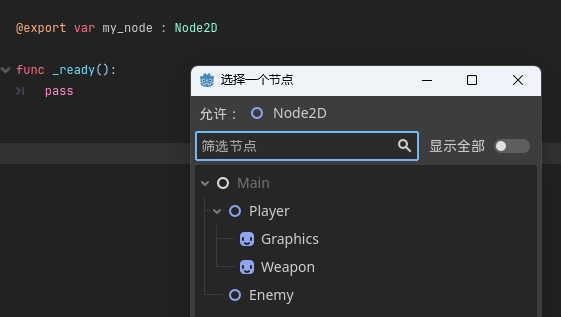 @export var my_node : Node2D
func _ready():
pass
选择一个节点
允许： Node2D
筛选节点 显示全部
Main
Player
Graphics
Weapon
Enemy